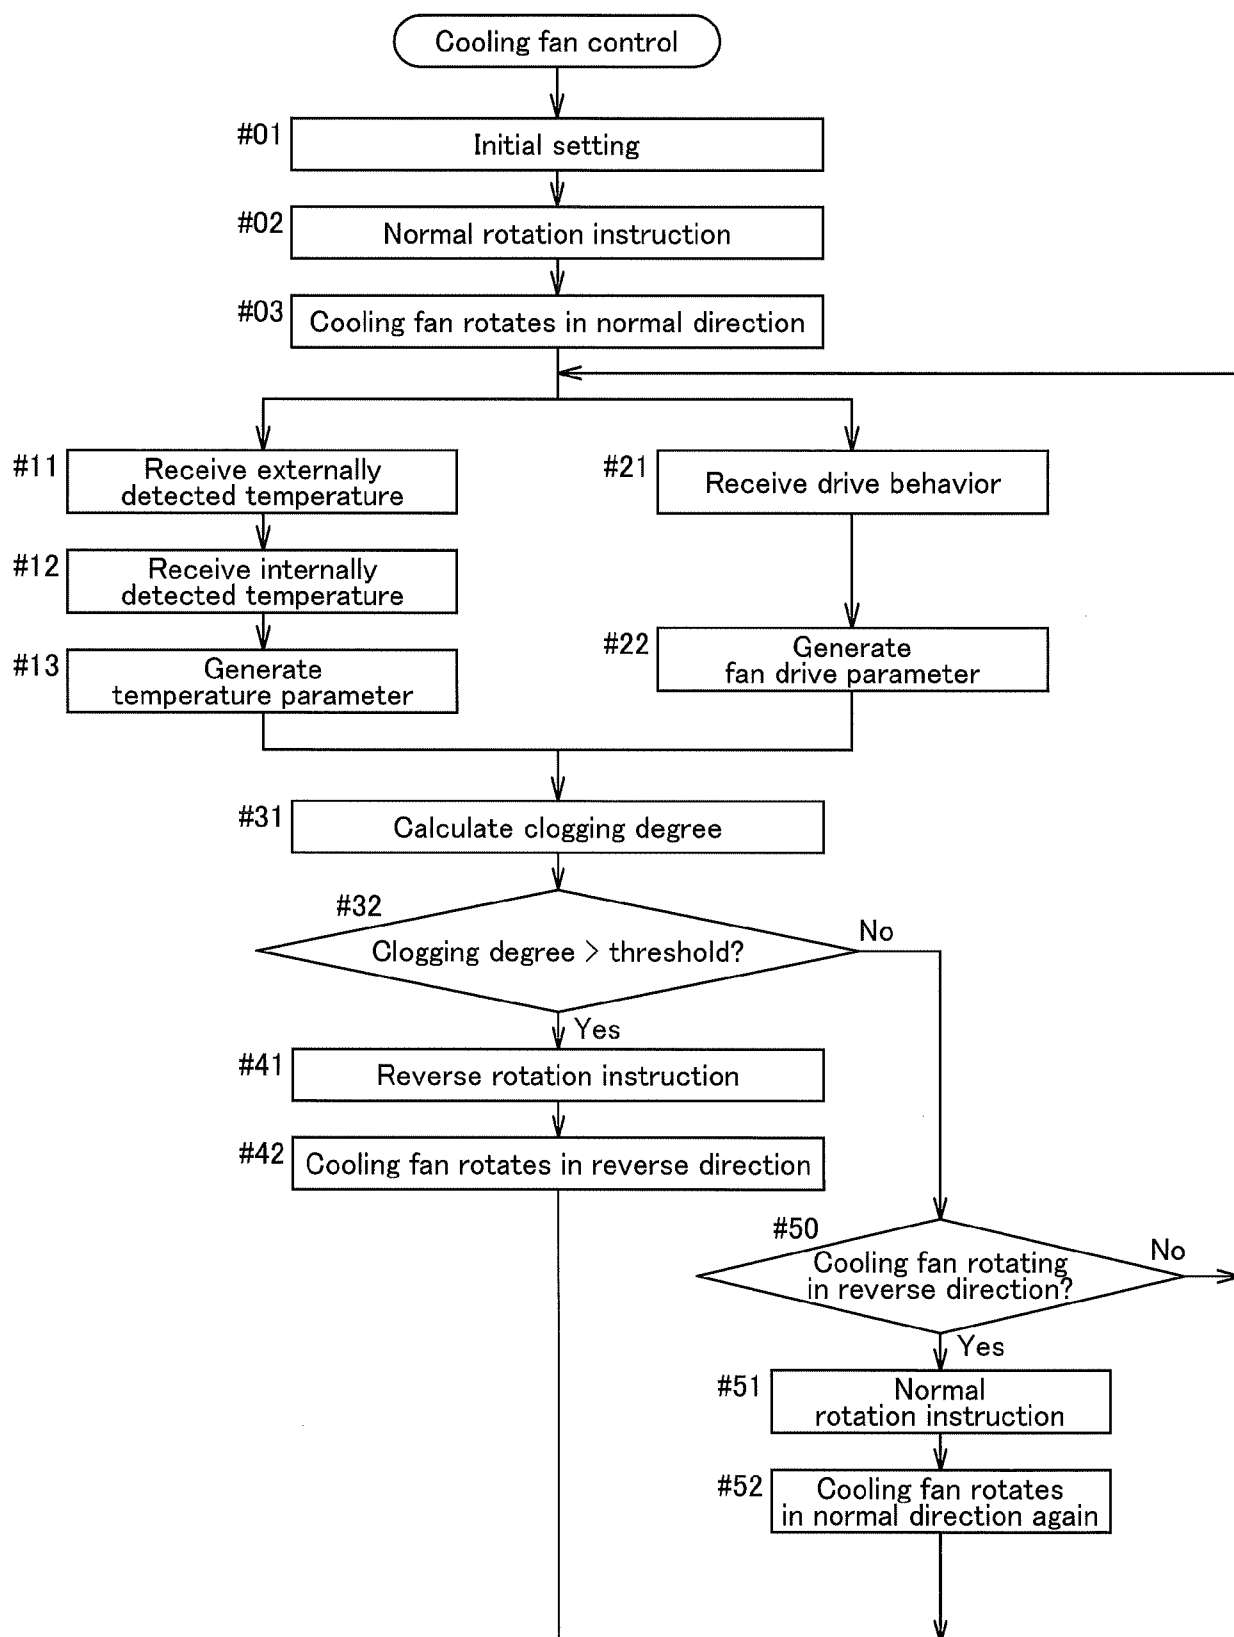 Cooling fan control
#01
Initial setting
#02
Normal rotation instruction
#03
Cooling fan rotates in normal direction
#11
Receive externally
detected temperature
#21
Receive drive behavior
#12
Receive internally
detected temperature
#13
Generate
temperature parameter
#22
Generate
fan drive parameter
#31
Calculate clogging degree
#32
Clogging degree > threshold?
No
Yes
#41
Reverse rotation instruction
#42
Cooling fan rotates in reverse direction
#50
Cooling fan rotating
in reverse direction?
No
Yes
#51
Normal
rotation instruction
#52
Cooling fan rotates
in normal direction again